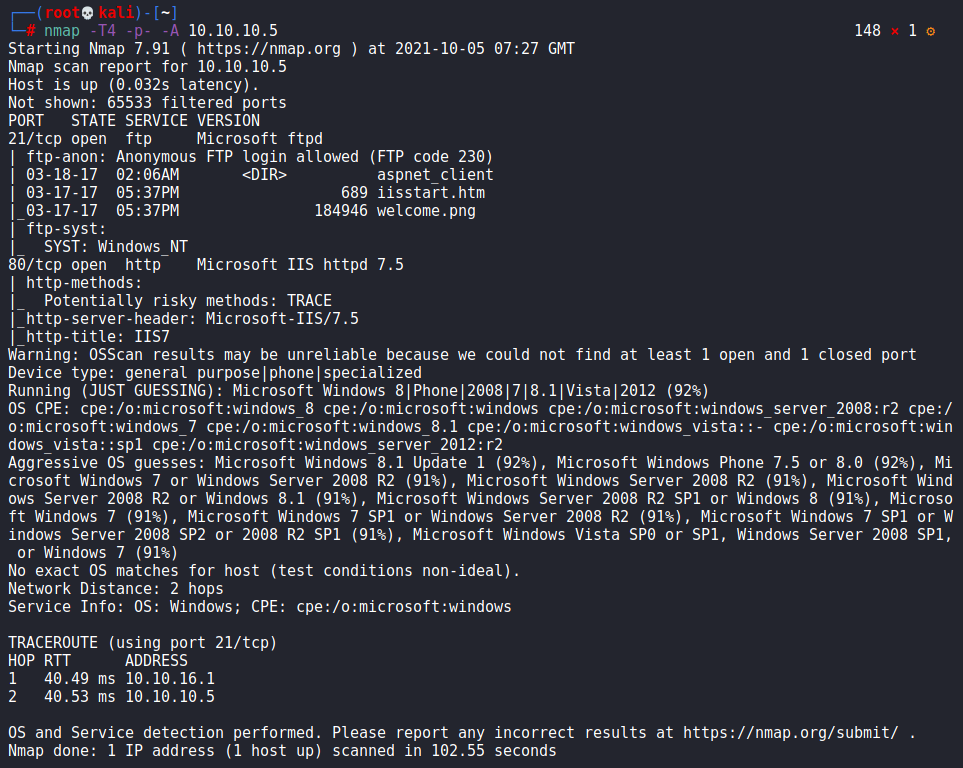 ┌──(root💀kali)-[~]
└─# nmap -T4 -p- -A 10.10.10.5 148 ⨯ 1 ⚙
Starting Nmap 7.91 ( https://nmap.org ) at 2021-10-05 07:27 GMT
Nmap scan report for 10.10.10.5
Host is up (0.032s latency).
Not shown: 65533 filtered ports
PORT   STATE SERVICE VERSION
21/tcp open  ftp     Microsoft ftpd
| ftp-anon: Anonymous FTP login allowed (FTP code 230)
| 03-18-17  02:06AM       <DIR>          aspnet_client
| 03-17-17  05:37PM                  689 iisstart.htm
|_03-17-17  05:37PM               184946 welcome.png
| ftp-syst:
|_  SYST: Windows_NT
80/tcp open  http    Microsoft IIS httpd 7.5
| http-methods:
|_  Potentially risky methods: TRACE
|_http-server-header: Microsoft-IIS/7.5
|_http-title: IIS7
Warning: OSScan results may be unreliable because we could not find at least 1 open and 1 closed port
Device type: general purpose|phone|specialized
Running (JUST GUESSING): Microsoft Windows 8|Phone|2008|7|8.1|Vista|2012 (92%)
OS CPE: cpe:/o:microsoft:windows_8 cpe:/o:microsoft:windows cpe:/o:microsoft:windows_server_2008:r2 cpe:/
o:microsoft:windows_7 cpe:/o:microsoft:windows_8.1 cpe:/o:microsoft:windows_vista::- cpe:/o:microsoft:win
dows_vista::sp1 cpe:/o:microsoft:windows_server_2012:r2
Aggressive OS guesses: Microsoft Windows 8.1 Update 1 (92%), Microsoft Windows Phone 7.5 or 8.0 (92%), Mi
crosoft Windows 7 or Windows Server 2008 R2 (91%), Microsoft Windows Server 2008 R2 (91%), Microsoft Wind
ows Server 2008 R2 or Windows 8.1 (91%), Microsoft Windows Server 2008 R2 SP1 or Windows 8 (91%), Microso
ft Windows 7 (91%), Microsoft Windows 7 SP1 or Windows Server 2008 R2 (91%), Microsoft Windows 7 SP1 or W
indows Server 2008 SP2 or 2008 R2 SP1 (91%), Microsoft Windows Vista SP0 or SP1, Windows Server 2008 SP1,
 or Windows 7 (91%)
No exact OS matches for host (test conditions non-ideal).
Network Distance: 2 hops
Service Info: OS: Windows; CPE: cpe:/o:microsoft:windows
TRACEROUTE (using port 21/tcp)
HOP RTT      ADDRESS
1   40.49 ms 10.10.16.1
2   40.53 ms 10.10.10.5
OS and Service detection performed. Please report any incorrect results at https://nmap.org/submit/ .
Nmap done: 1 IP address (1 host up) scanned in 102.55 seconds